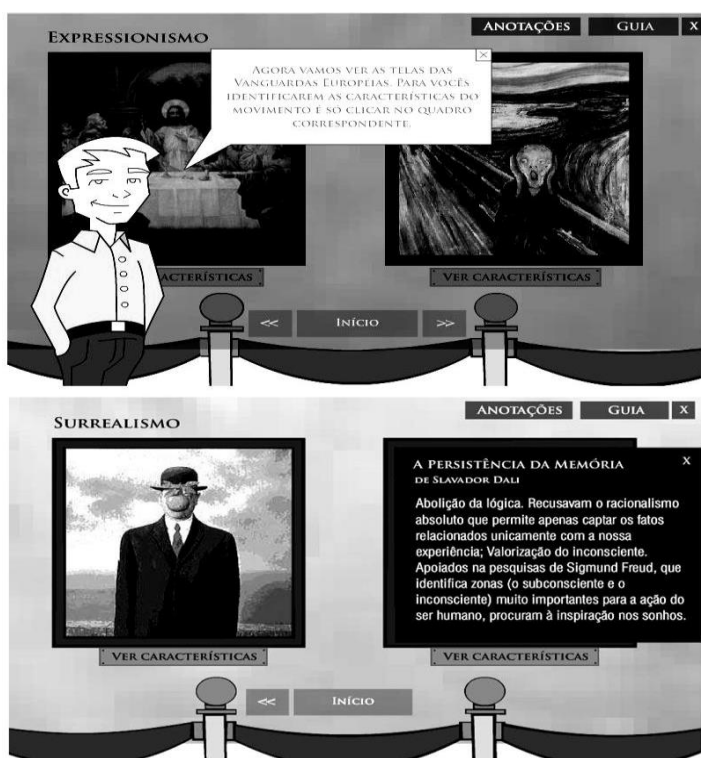 EXPRESSIONISMO
ANOTAÇÕES
GUIA
X
X
AGORA VAMOS VER AS TELAS DAS
VANGUARDAS EUROPEIAS. PARA VOCÊS
IDENTIFICAREM AS CARACTERÍSTICAS DO
MOVIMENTO É SÓ CLICAR NO QUADRO
CORRESPONDENTE.
ACTERÍSTICAS
VER CARACTERÍSTICAS
<<
INÍCIO
>>
SURREALISMO
ANOTAÇÕES
GUIA
X
A PERSISTÊNCIA DA MEMÓRIA
X
DE SLAVADOR DALI
Abolição da lógica. Recusavam o racionalismo
absoluto que permite apenas captar os fatos
relacionados unicamente com a nossa
experiência; Valorização do inconsciente.
Apoiados na pesquisas de Sigmund Freud, que
identifica zonas (o subconsciente e o
inconsciente) muito importantes para a ação do
ser humano, procuram à inspiração nos sonhos.
VER CARACTERÍSTICAS
VER CARACTERÍSTICAS
<<
INÍCIO